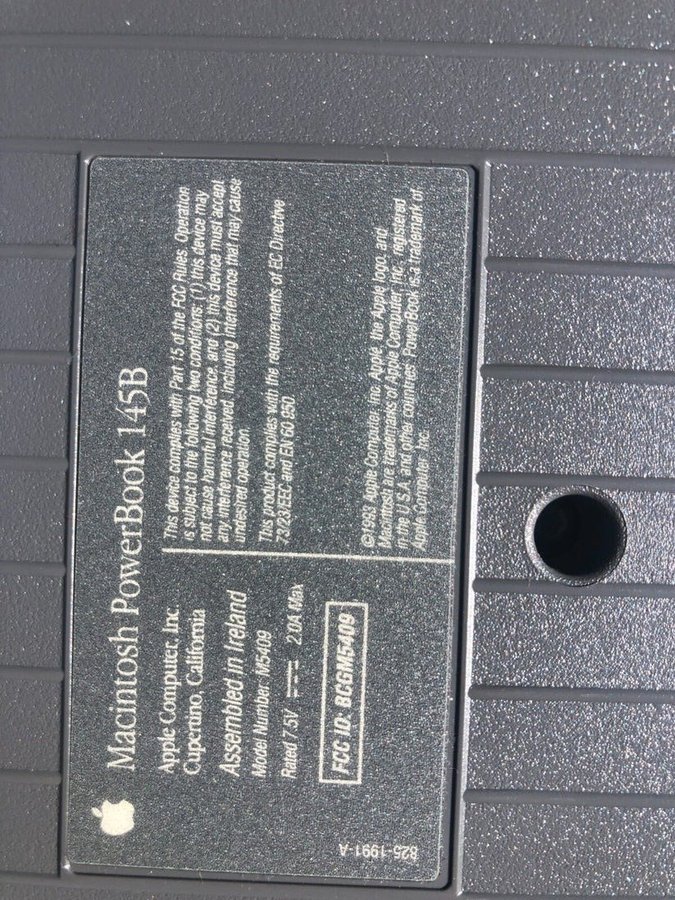 Macintosh PowerBook 145B
Apple Computer, Inc.
Cupertino, California
Assembled in Ireland
Model Number: M5409
Rated 7.5V 2.0A Max
FCC ID: BCGM5409
825-1991-A
This device complies with Part 15 of the FCC Rules. Operation
is subject to the following two conditions: (1) this device may
not cause harmful interference, and (2) this device must accept
any interference received, including interference that may cause
undesired operation.
This product complies with the requirements of EC Directive
73/23/EEC and EN 60 950.
©1993 Apple Computer, Inc. Apple, the Apple logo, and
Macintosh are trademarks of Apple Computer, Inc., registered
in the U.S.A. and other countries. PowerBook is a trademark of
Apple Computer, Inc.